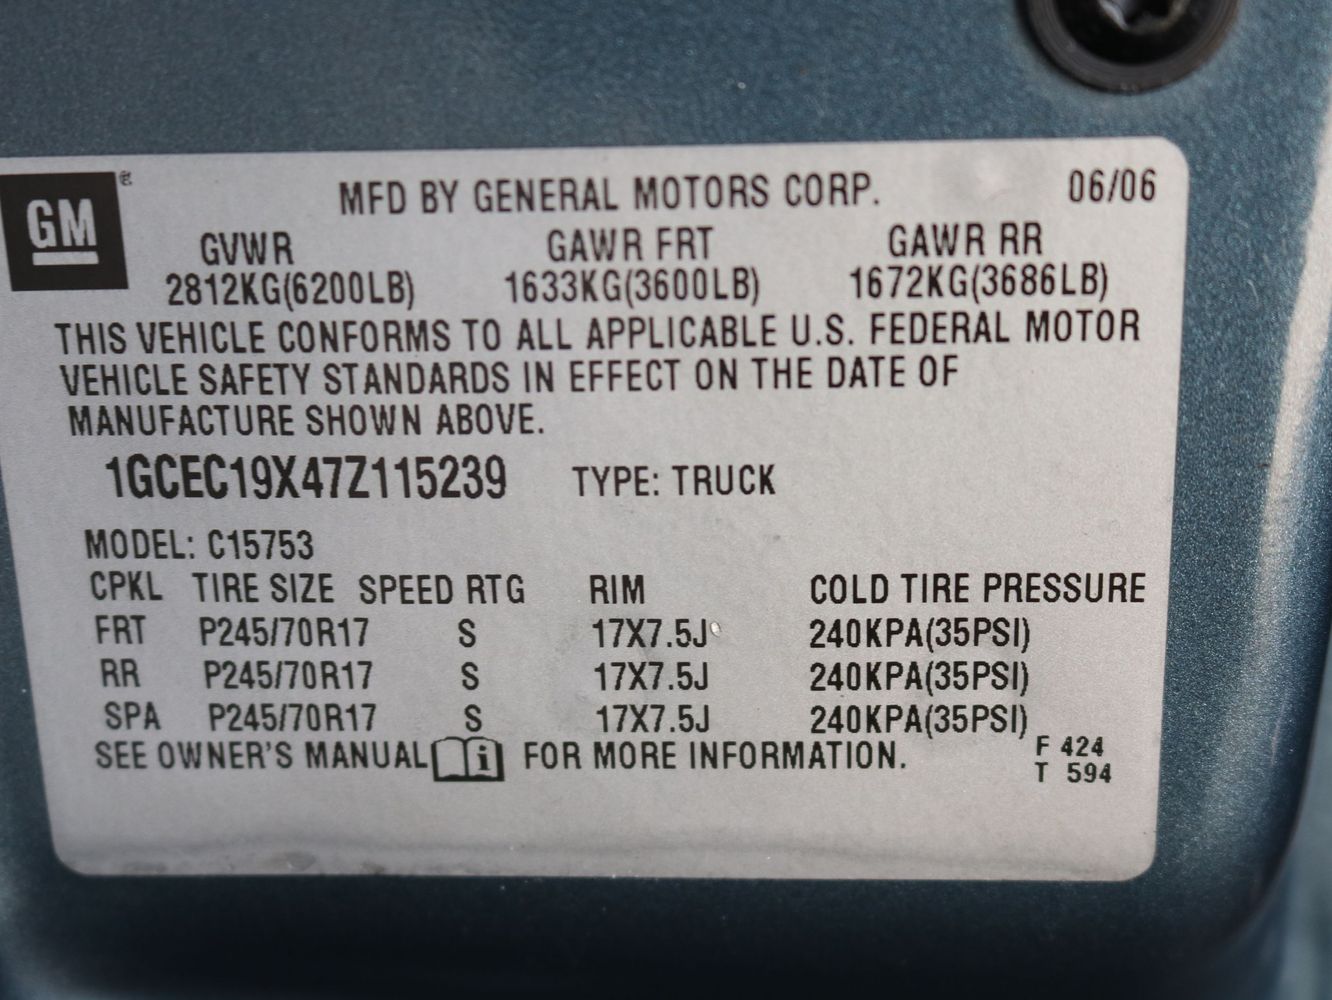 GM ®
MFD BY GENERAL MOTORS CORP. 06/06
GVWR GAWR FRT GAWR RR
2812KG(6200LB) 1633KG(3600LB) 1672KG(3686LB)
THIS VEHICLE CONFORMS TO ALL APPLICABLE U.S. FEDERAL MOTOR
VEHICLE SAFETY STANDARDS IN EFFECT ON THE DATE OF
MANUFACTURE SHOWN ABOVE.
1GCEC19X47Z115239 TYPE: TRUCK
MODEL: C15753
CPKL TIRE SIZE SPEED RTG RIM COLD TIRE PRESSURE
FRT P245/70R17 S 17X7.5J 240KPA(35PSI)
RR P245/70R17 S 17X7.5J 240KPA(35PSI)
SPA P245/70R17 S 17X7.5J 240KPA(35PSI)
SEE OWNER'S MANUAL i FOR MORE INFORMATION.
F 424
T 594